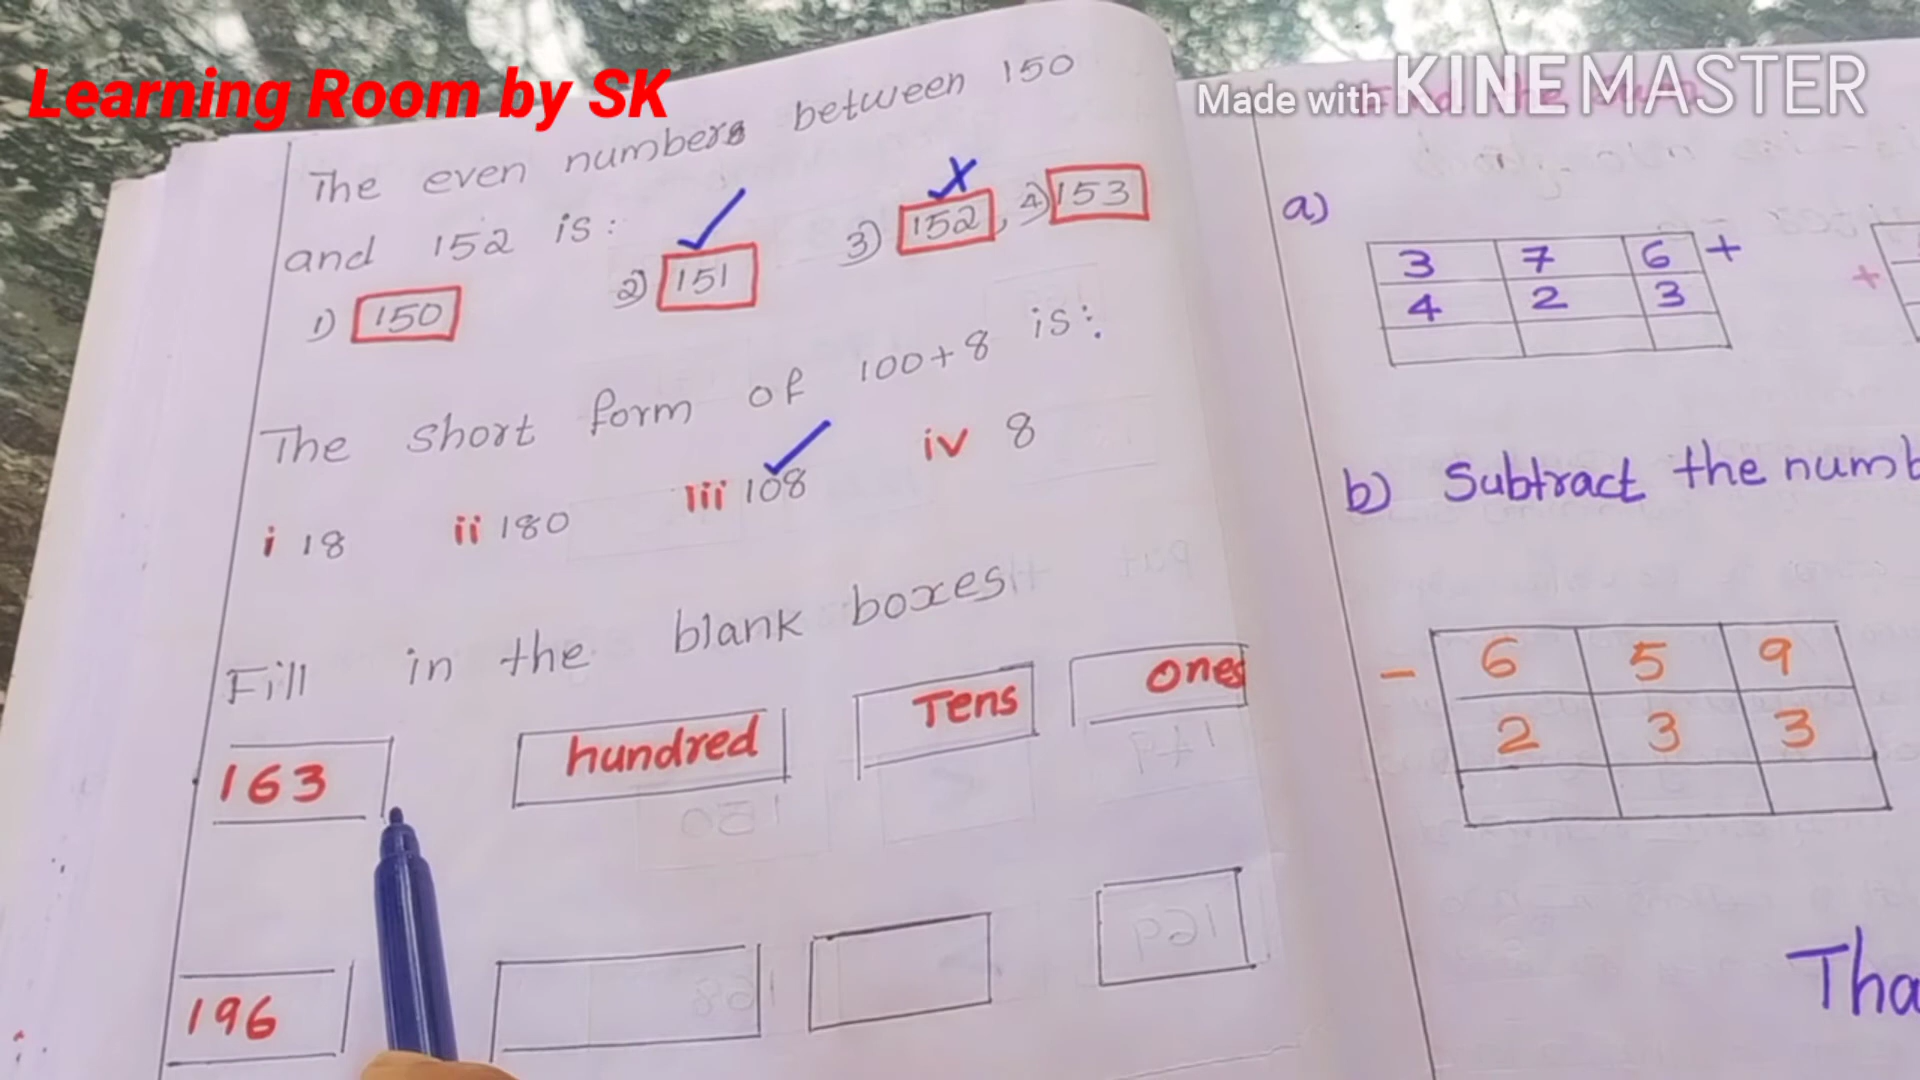 Learning Room by SK
Made with KINEMASTER
The even numbers between 150
and 152 is:
1) 150 2) 151 3) 152, 4) 153
The short form of 100+8 is:
i 18 ii 180 iii 108 iv 8
Fill in the blank boxes
163 hundred Tens ones
196
a)
3 7 6 +
4 2 3
+
b) Subtract the numb
- 6 5 9
2 3 3
Tha